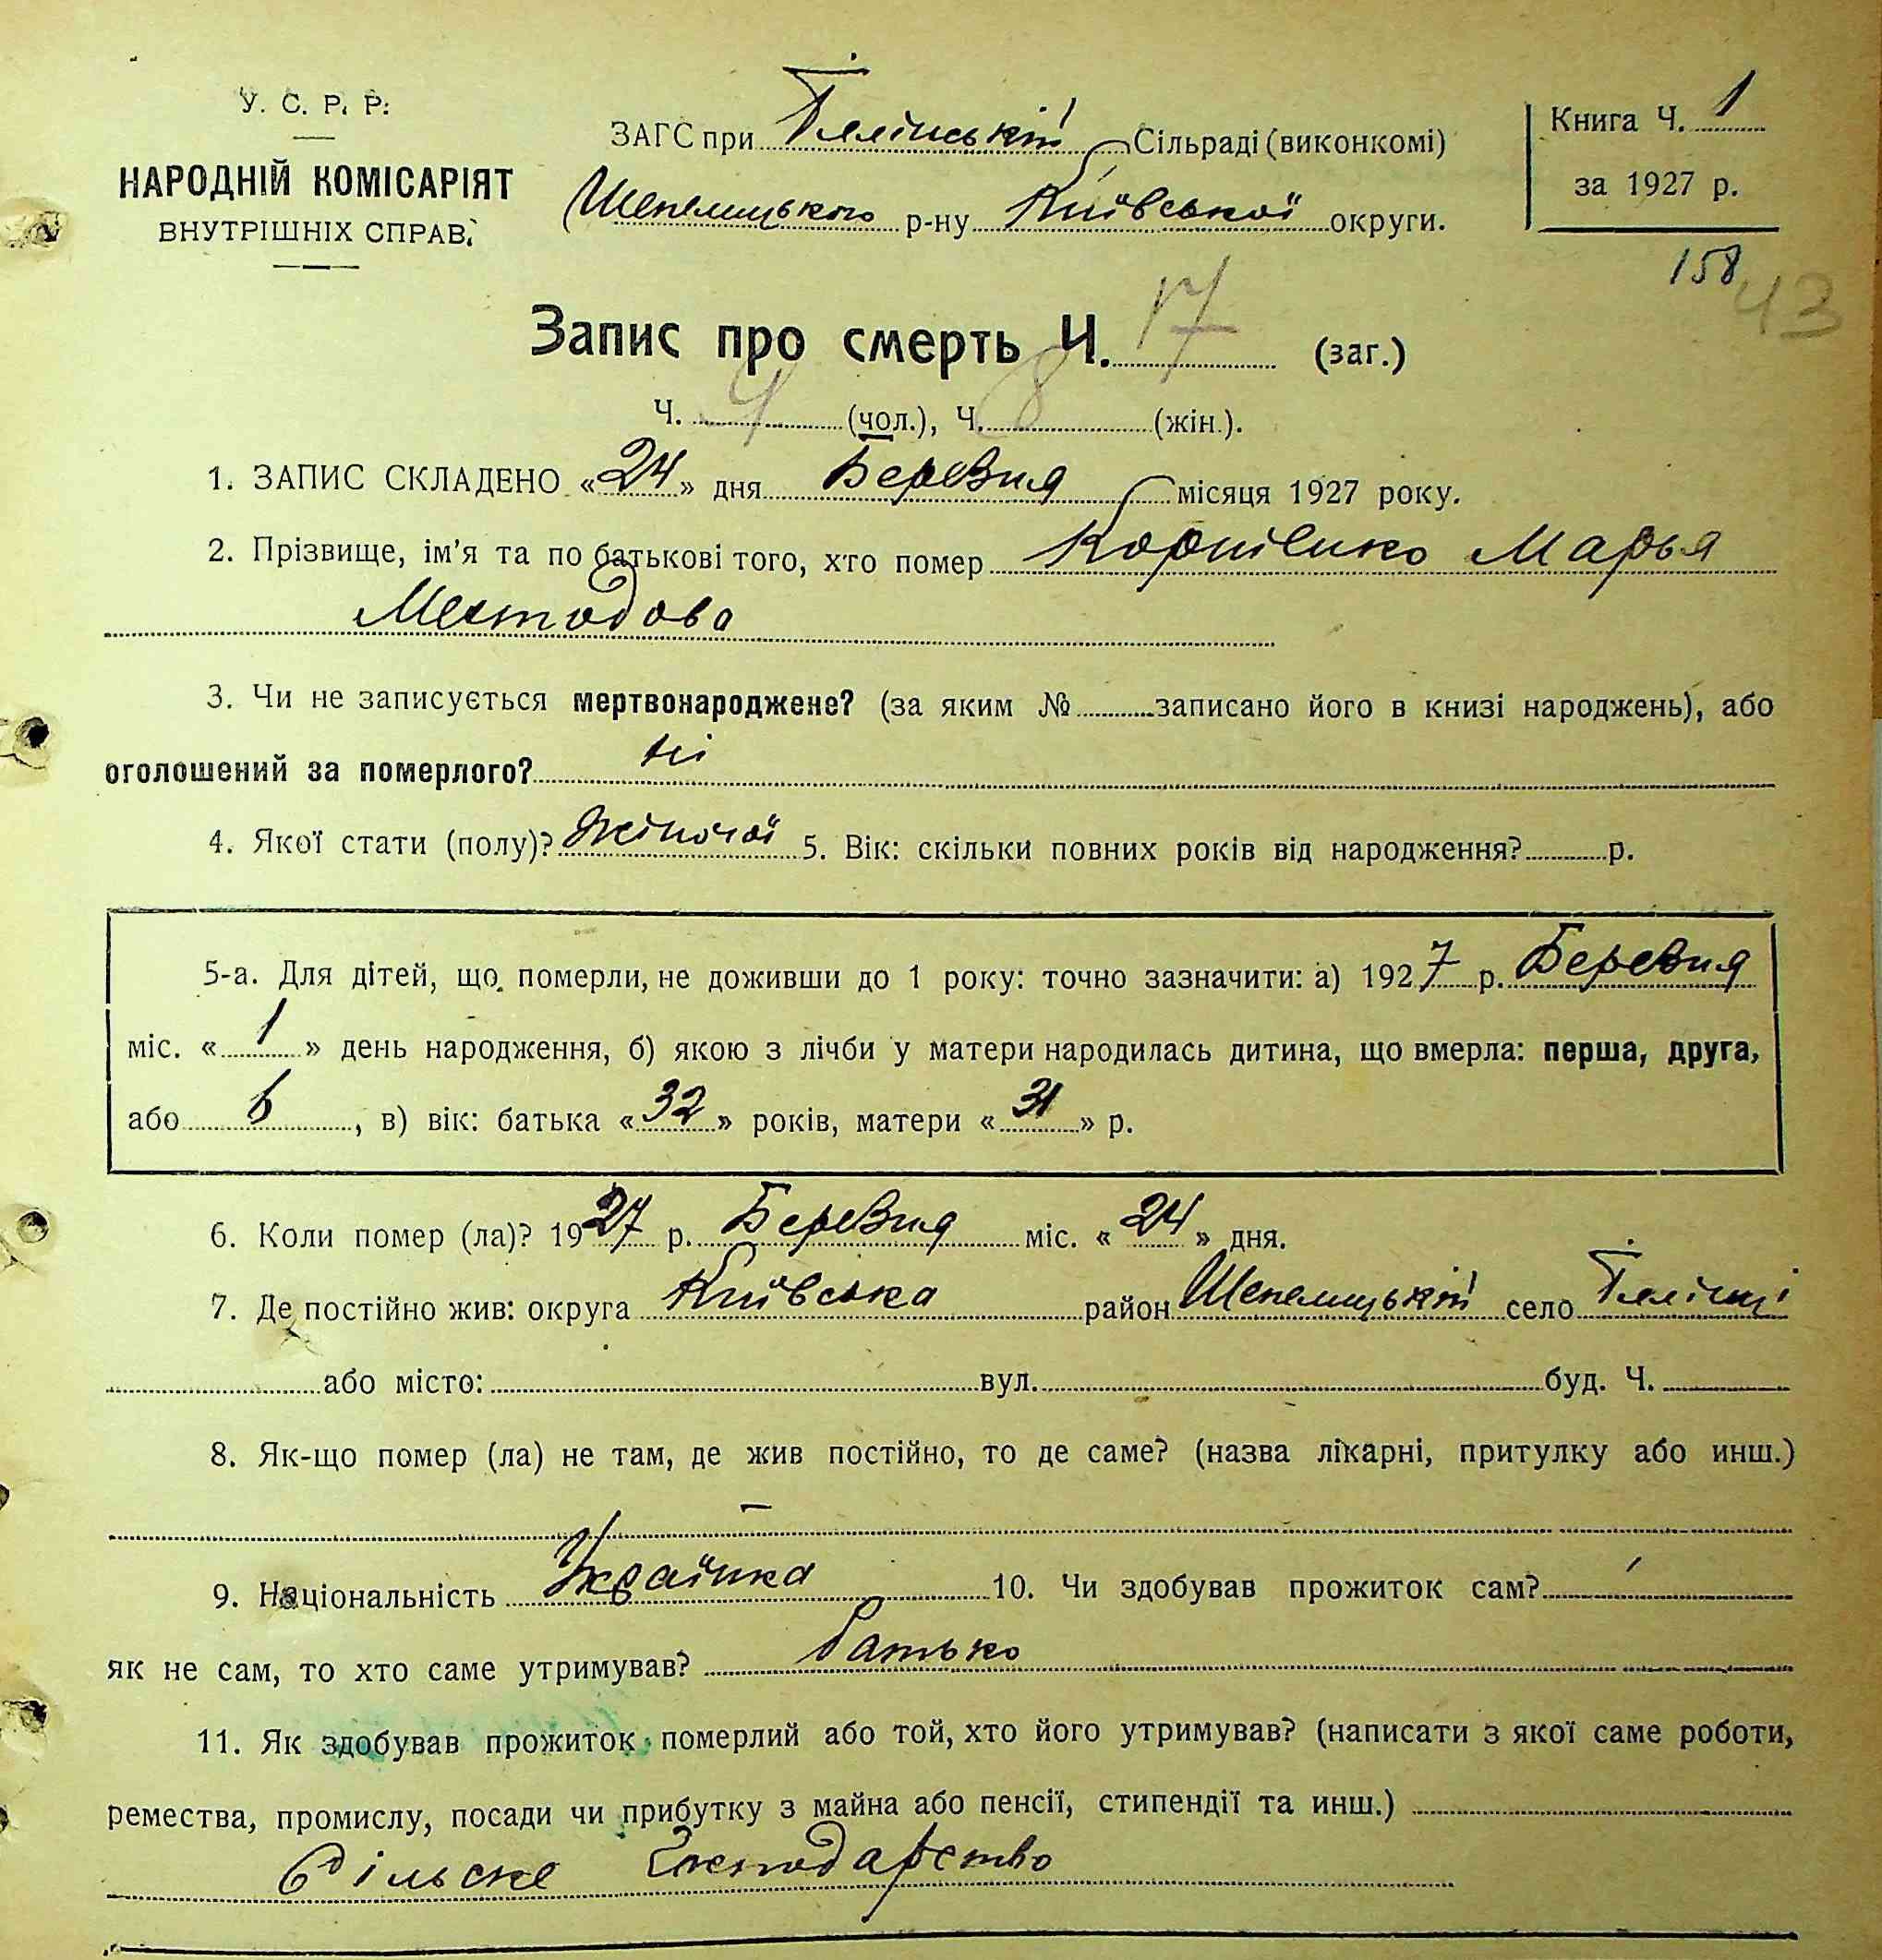 У. С. Р. Р.
НАРОДНІЙ КОМІСАРІЯТ
ВНУТРІШНІХ СПРАВ.
ЗАГС при Іллінській Сільраді (виконкомі)
Шепелицького р-ну Київської округи.
Книга Ч. 1
за 1927 р.
158
43
Запис про смерть Ч. 17 (заг.)
Ч. 9 (чол.), Ч. 8 (жін.).
1. ЗАПИС СКЛАДЕНО «24» дня Березня місяця 1927 року.
2. Прізвище, ім'я та по батькові того, хто помер Корнієнко Марья
3. Чи не записується мертвонароджене? (за яким № записано його в книзі народжень), або
оголошений за померлого? ні
4. Якої стати (полу)? Жіночої 5. Вік: скільки повних років від народження? р.
5-а. Для дітей, що померли, не доживши до 1 року: точно зазначити: а) 1927 р. Березня
міс. «1» день народження, б) якою з лічби у матери народилась дитина, що вмерла: перша, друга,
або 6, в) вік: батька «32» років, матери «31» р.
6. Коли помер (ла)? 1927 р. Березня міс. «24» дня.
7. Де постійно жив: округа Київська район Шепелицький село Іллінці
або місто: вул. буд. Ч.
8. Як-що помер (ла) не там, де жив постійно, то де саме? (назва лікарні, притулку або инш.)
–
9. Національність Українка 10. Чи здобував прожиток сам?
як не сам, то хто саме утримував? батько
11. Як здобував прожиток померлий або той, хто його утримував? (написати з якої саме роботи,
ремества, промислу, посади чи прибутку з майна або пенсії, стипендії та инш.)
Сільске Господарство